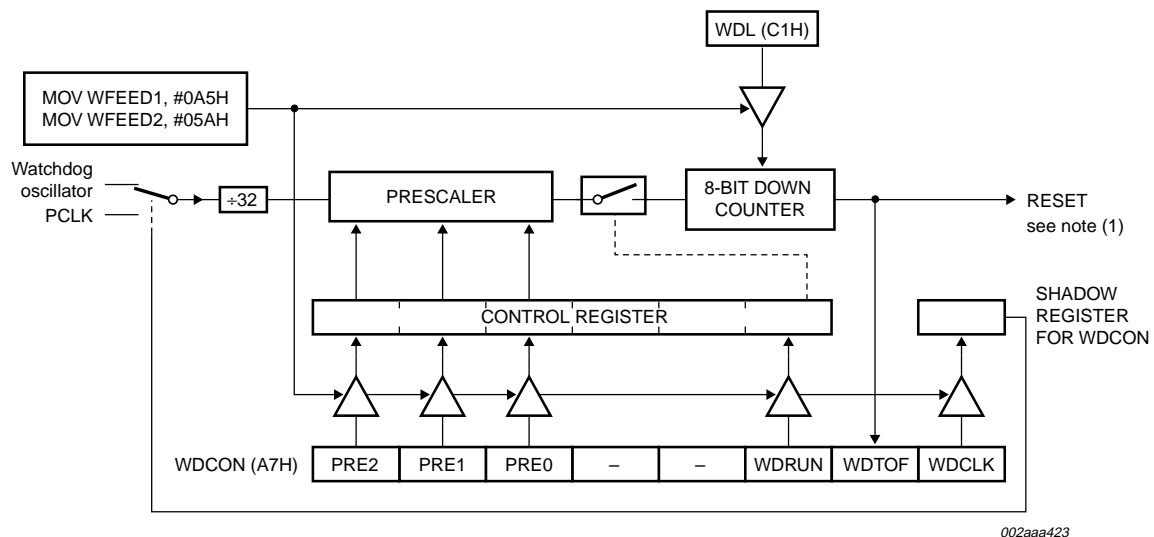 WDL (C1H)
MOV WFEED1, #0A5H
MOV WFEED2, #05AH
Watchdog
oscillator
PCLK
÷32
PRESCALER
8-BIT DOWN
COUNTER
RESET
see note (1)
CONTROL REGISTER
SHADOW
REGISTER
FOR WDCON
WDCON (A7H)
PRE2
PRE1
PRE0
–
–
WDRUN
WDTOF
WDCLK
002aaa423